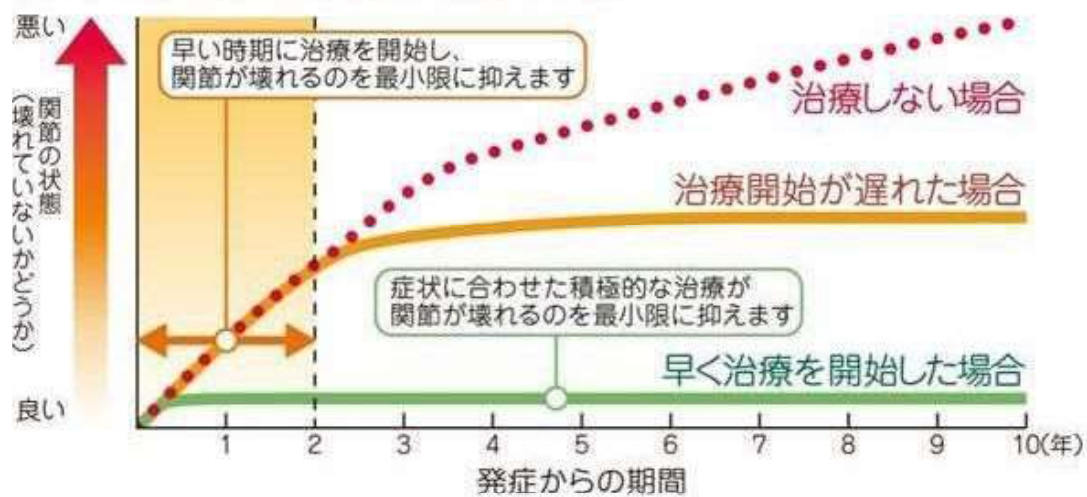 悪い
早い時期に治療を開始し、
関節が壊れるのを最小限に抑えます
治療しない場合
関節の状態
（壊れていないかどうか）
治療開始が遅れた場合
症状に合わせた積極的な治療が
関節が壊れるのを最小限に抑えます
早く治療を開始した場合
良い
1 2 3 4 5 6 7 8 9 10(年)
発症からの期間